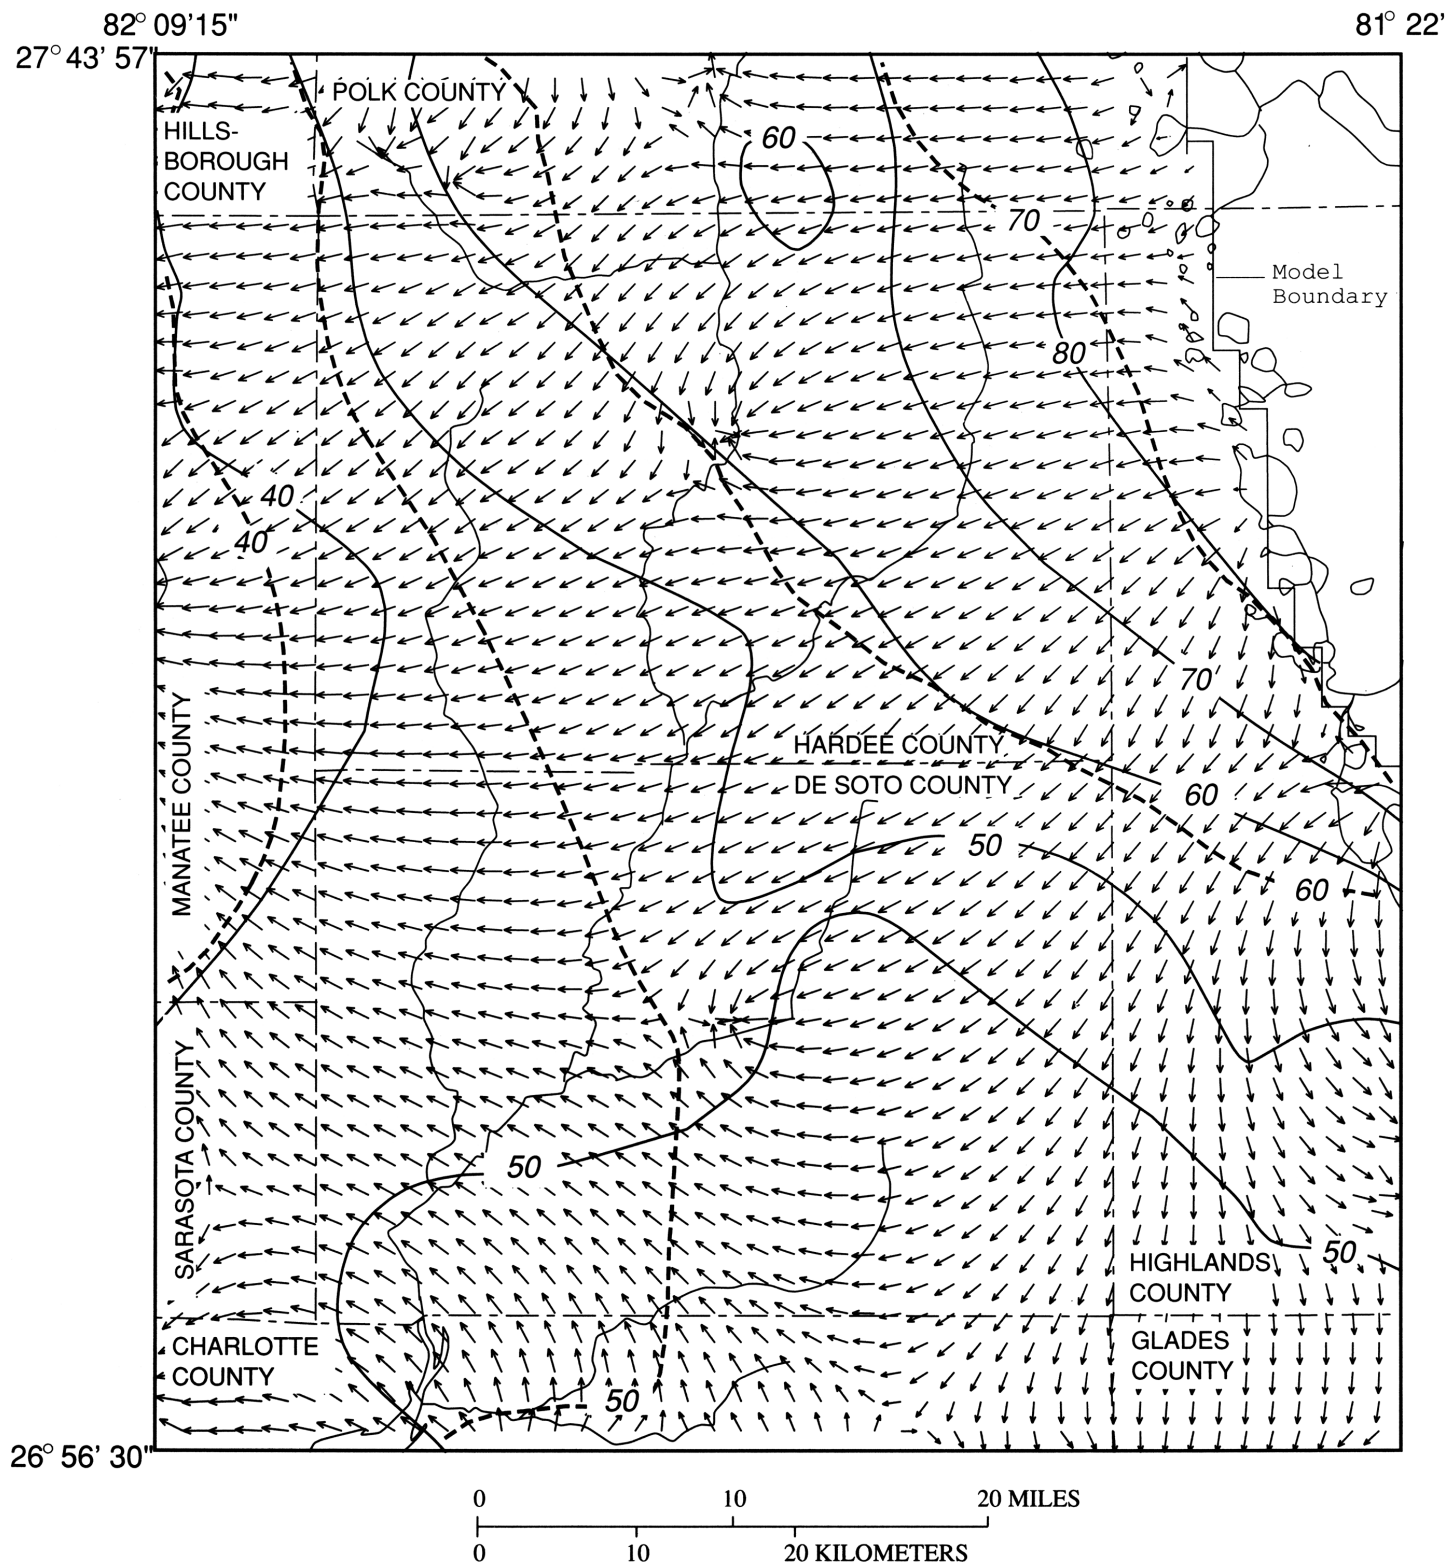 82° 09'15"
81° 22'
27° 43' 57"
POLK COUNTY
HILLS-
BOROUGH
COUNTY
60
70
Model
Boundary
80
40
40
70
MANATEE COUNTY
HARDEE COUNTY
DE SOTO COUNTY
60
50
60
SARASOTA COUNTY
50
50
HIGHLANDS
COUNTY
CHARLOTTE
COUNTY
GLADES
COUNTY
50
26° 56' 30"
0 10 20 MILES
0 10 20 KILOMETERS